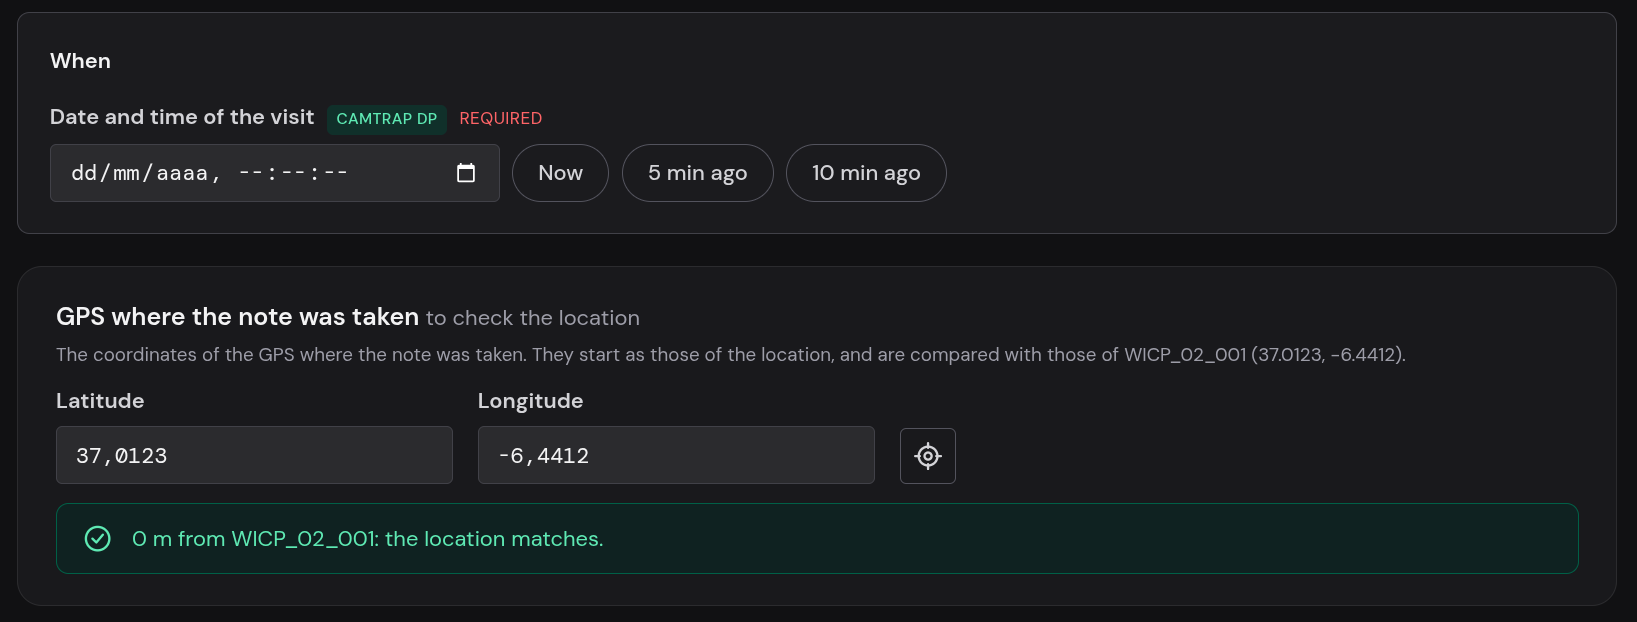 When
Date and time of the visit CAMTRAP DP REQUIRED
dd/mm/aaaa, --:--:-- Now 5 min ago 10 min ago
GPS where the note was taken to check the location
The coordinates of the GPS where the note was taken. They start as those of the location, and are compared with those of WICP_02_001 (37.0123, -6.4412).
Latitude Longitude
37,0123 -6,4412
0 m from WICP_02_001: the location matches.